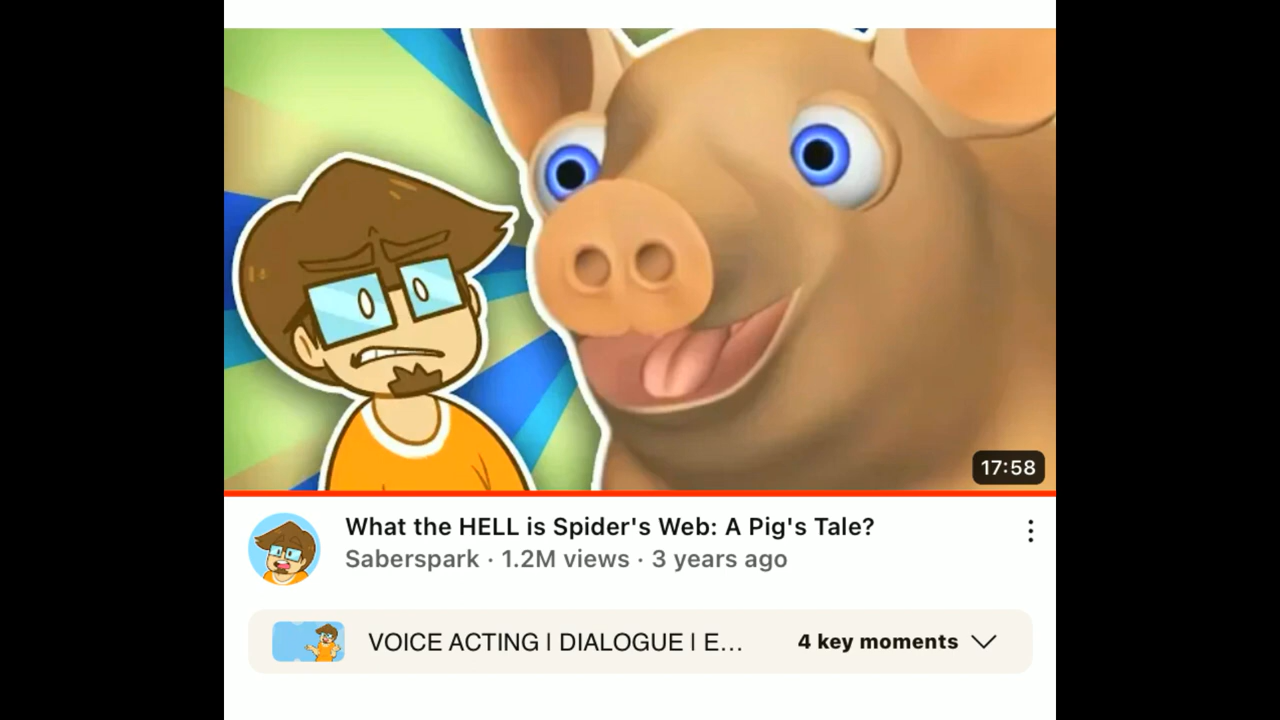 17:58
What the HELL is Spider's Web: A Pig's Tale?
Saberspark · 1.2M views · 3 years ago
VOICE ACTING | DIALOGUE | E... 4 key moments